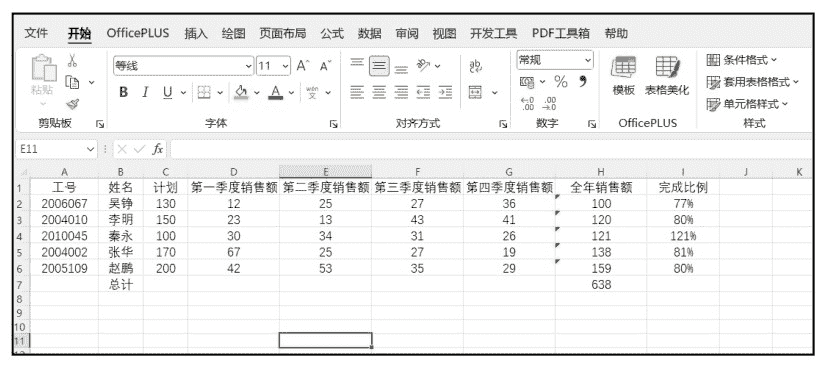 文件 开始 OfficePLUS 插入 绘图 页面布局 公式 数据 审阅 视图 开发工具 PDF工具箱 帮助
粘贴 等线 11 A A ab 常规 模板 表格美化 条件格式
B I U A wén 文 % 套用表格格式
.00 .00 单元格样式
剪贴板 字体 对齐方式 数字 OfficePLUS 样式
E11 fx
A B C D E F G H I J K
1 工号 姓名 计划 第一季度销售额 第二季度销售额 第三季度销售额 第四季度销售额 全年销售额 完成比例
2 2006067 吴铮 130 12 25 27 36 100 77%
3 2004010 李明 150 23 13 43 41 120 80%
4 2010045 秦永 100 30 34 31 26 121 121%
5 2004002 张华 170 67 25 27 19 138 81%
6 2005109 赵鹏 200 42 53 35 29 159 80%
7 总计 638
8
9
10
11